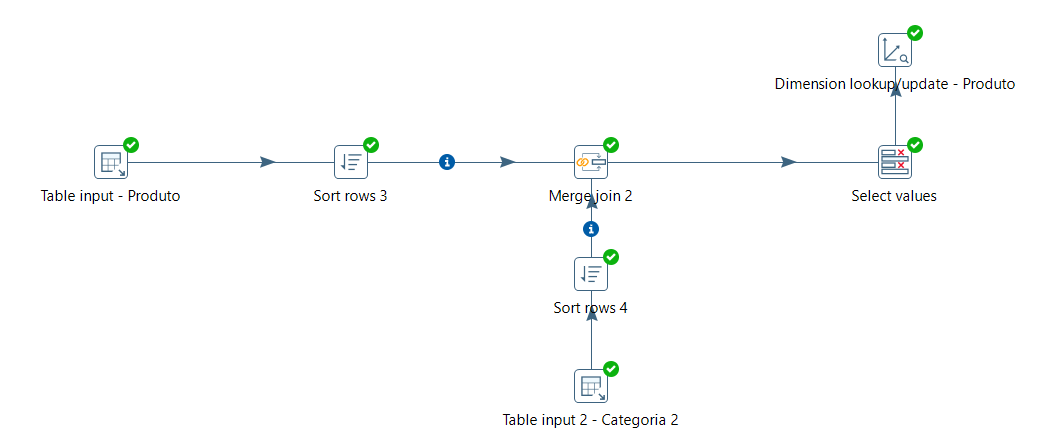 Dimension lookup/update - Produto
Table input - Produto
Sort rows 3
Merge join 2
Select values
Sort rows 4
Table input 2 - Categoria 2